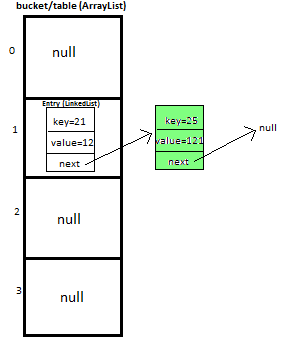 bucket/table (ArrayList)
0
null
Entry (LinkedList)
key=21
value=12
next
1
key=25
value=121
next
null
2
null
3
null